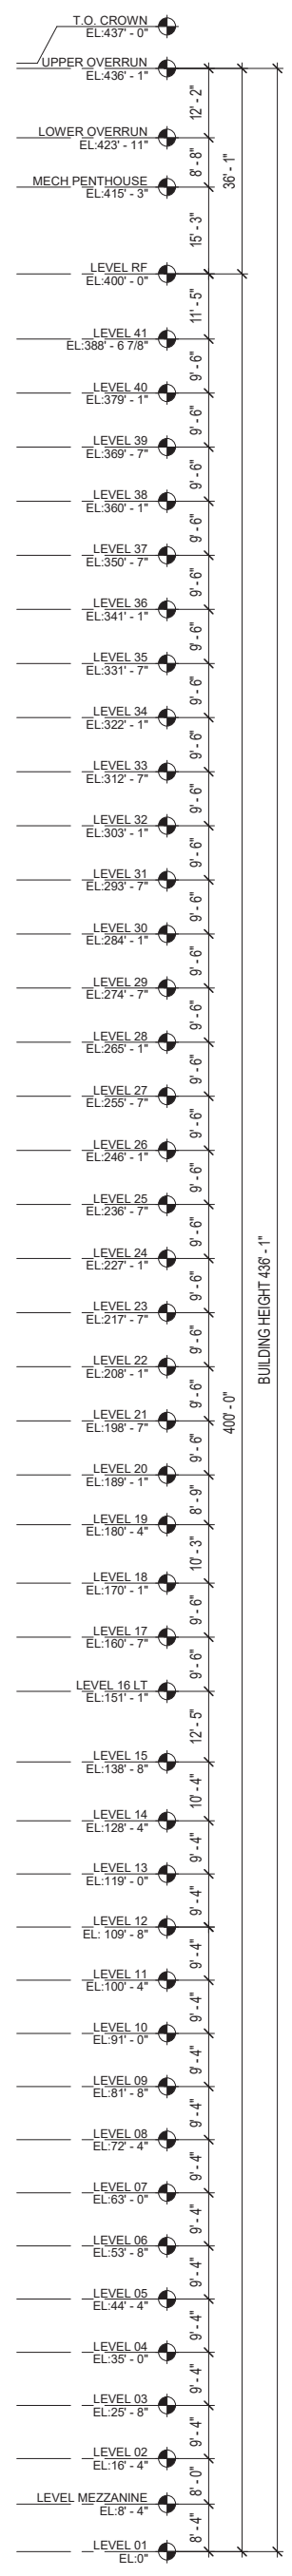 T.O. CROWN
EL:437' - 0"
UPPER OVERRUN
EL:436' - 1"
12' - 2"
LOWER OVERRUN
EL:423' - 11"
8' - 8"
36' - 1"
MECH PENTHOUSE
EL:415' - 3"
15' - 3"
LEVEL RF
EL:400' - 0"
11' - 5"
LEVEL 41
EL:388' - 6 7/8"
9' - 6"
LEVEL 40
EL:379' - 1"
9' - 6"
LEVEL 39
EL:369' - 7"
9' - 6"
LEVEL 38
EL:360' - 1"
9' - 6"
LEVEL 37
EL:350' - 7"
9' - 6"
LEVEL 36
EL:341' - 1"
9' - 6"
LEVEL 35
EL:331' - 7"
9' - 6"
LEVEL 34
EL:322' - 1"
9' - 6"
LEVEL 33
EL:312' - 7"
9' - 6"
LEVEL 32
EL:303' - 1"
9' - 6"
LEVEL 31
EL:293' - 7"
9' - 6"
LEVEL 30
EL:284' - 1"
9' - 6"
LEVEL 29
EL:274' - 7"
9' - 6"
LEVEL 28
EL:265' - 1"
9' - 6"
LEVEL 27
EL:255' - 7"
9' - 6"
LEVEL 26
EL:246' - 1"
9' - 6"
LEVEL 25
EL:236' - 7"
9' - 6"
LEVEL 24
EL:227' - 1"
9' - 6"
BUILDING HEIGHT 436' - 1"
LEVEL 23
EL:217' - 7"
9' - 6"
LEVEL 22
EL:208' - 1"
9' - 6"
400' - 0"
LEVEL 21
EL:198' - 7"
9' - 6"
LEVEL 20
EL:189' - 1"
8' - 9"
LEVEL 19
EL:180' - 4"
10' - 3"
LEVEL 18
EL:170' - 1"
9' - 6"
LEVEL 17
EL:160' - 7"
9' - 6"
LEVEL 16 LT
EL:151' - 1"
12' - 5"
LEVEL 15
EL:138' - 8"
10' - 4"
LEVEL 14
EL:128' - 4"
9' - 4"
LEVEL 13
EL:119' - 0"
9' - 4"
LEVEL 12
EL: 109' - 8"
9' - 4"
LEVEL 11
EL:100' - 4"
9' - 4"
LEVEL 10
EL:91' - 0"
9' - 4"
LEVEL 09
EL:81' - 8"
9' - 4"
LEVEL 08
EL:72' - 4"
9' - 4"
LEVEL 07
EL:63' - 0"
9' - 4"
LEVEL 06
EL:53' - 8"
9' - 4"
LEVEL 05
EL:44' - 4"
9' - 4"
LEVEL 04
EL:35' - 0"
9' - 4"
LEVEL 03
EL:25' - 8"
9' - 4"
LEVEL 02
EL:16' - 4"
8' - 0"
LEVEL MEZZANINE
EL:8' - 4"
8' - 4"
LEVEL 01
EL:0"